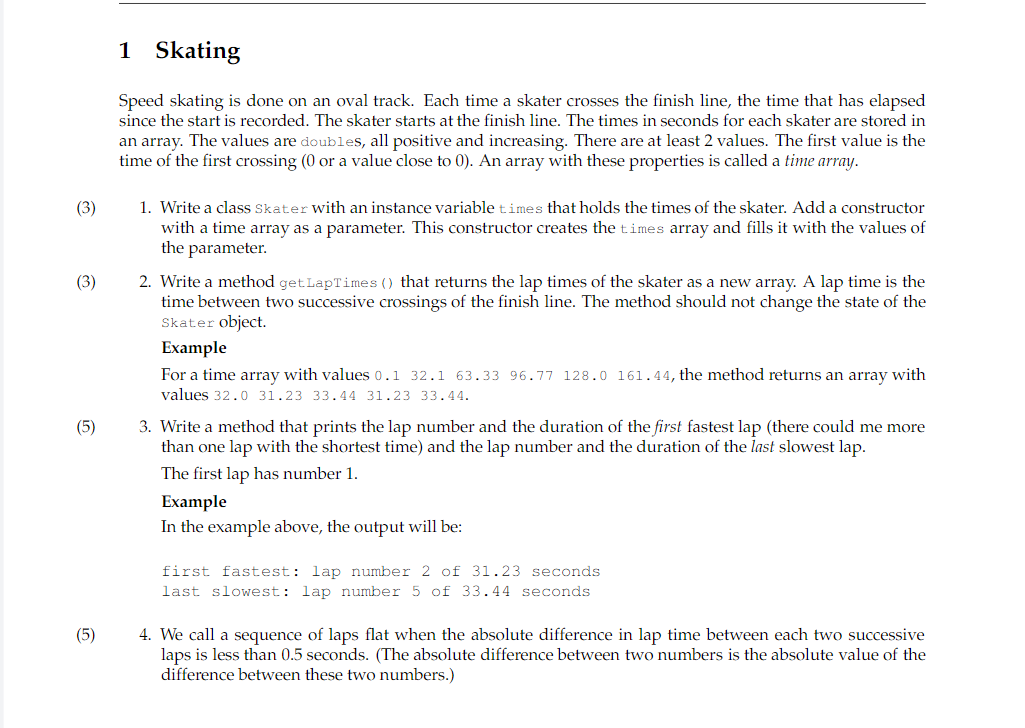 1 Skating
Speed skating is done on an oval track. Each time a skater crosses the finish line, the time that has elapsed
since the start is recorded. The skater starts at the finish line. The times in seconds for each skater are stored in
an array. The values are doubles, all positive and increasing. There are at least 2 values. The first value is the
time of the first crossing (0 or a value close to 0). An array with these properties is called a time array.
(3) 1. Write a class Skater with an instance variable times that holds the times of the skater. Add a constructor
with a time array as a parameter. This constructor creates the times array and fills it with the values of
the parameter.
(3) 2. Write a method getLapTimes() that returns the lap times of the skater as a new array. A lap time is the
time between two successive crossings of the finish line. The method should not change the state of the
Skater object.
Example
For a time array with values 0.1 32.1 63.33 96.77 128.0 161.44, the method returns an array with
values 32.0 31.23 33.44 31.23 33.44.
(5) 3. Write a method that prints the lap number and the duration of the first fastest lap (there could me more
than one lap with the shortest time) and the lap number and the duration of the last slowest lap.
The first lap has number 1.
Example
In the example above, the output will be:
first fastest: lap number 2 of 31.23 seconds
last slowest: lap number 5 of 33.44 seconds
(5) 4. We call a sequence of laps flat when the absolute difference in lap time between each two successive
laps is less than 0.5 seconds. (The absolute difference between two numbers is the absolute value of the
difference between these two numbers.)